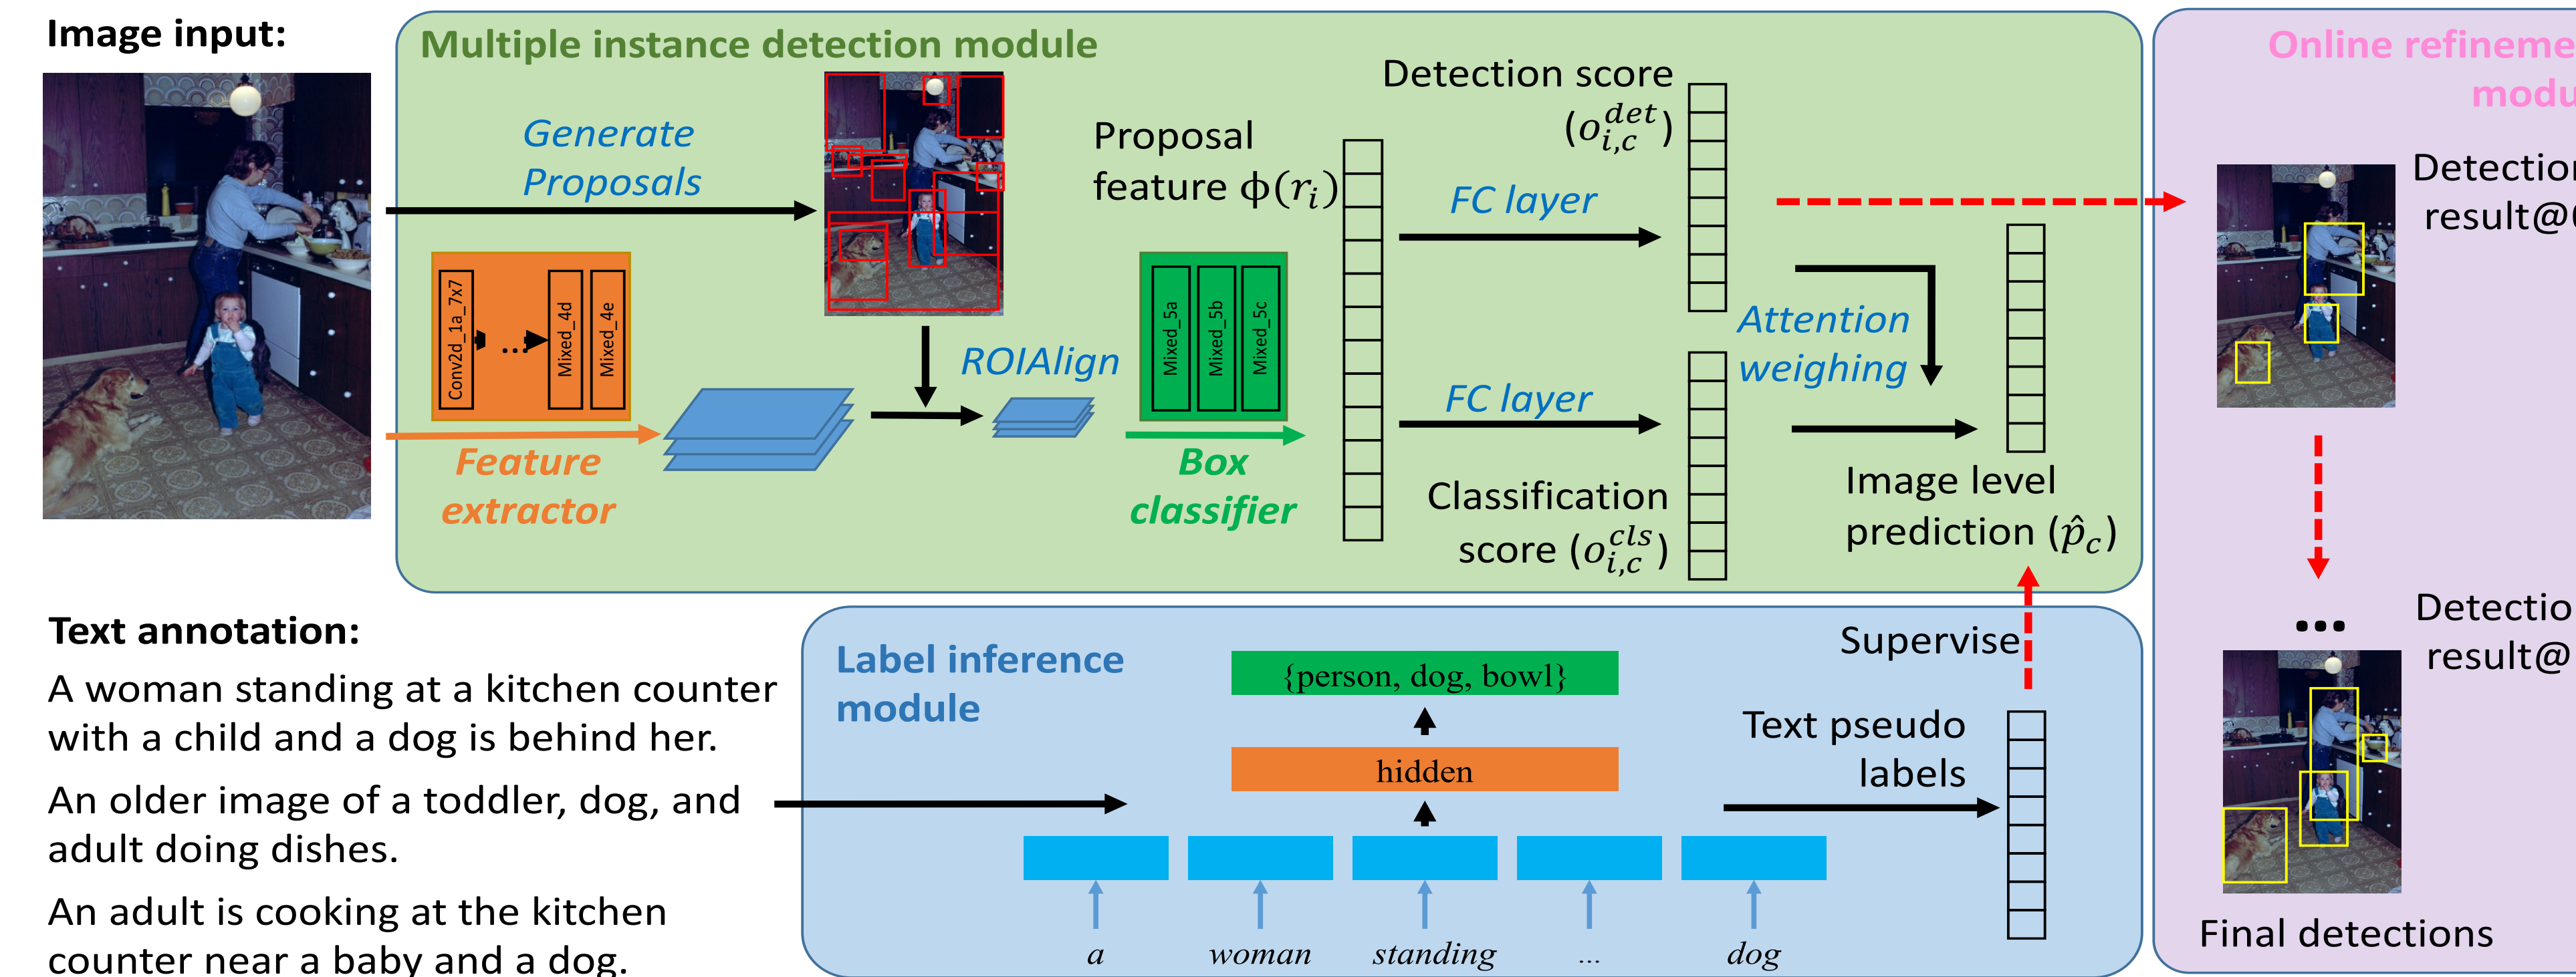 Image input:
Multiple instance detection module
Generate
Proposals
Conv2d_1a_7x7
...
Mixed_4d
Mixed_4e
Feature
extractor
ROIAlign
Proposal
feature ϕ(r_i)
Mixed_5a
Mixed_5b
Mixed_5c
Box
classifier
Detection score
(o_{i,c}^{det})
FC layer
FC layer
Classification
score (o_{i,c}^{cls})
Attention
weighing
Image level
prediction (p̂_c)
Online refineme
modu
Detection
result@
...
Detectio
result@
Final detections
Text annotation:
A woman standing at a kitchen counter
with a child and a dog is behind her.
An older image of a toddler, dog, and
adult doing dishes.
An adult is cooking at the kitchen
counter near a baby and a dog.
Label inference
module
{person, dog, bowl}
hidden
a woman standing ... dog
Supervise
Text pseudo
labels